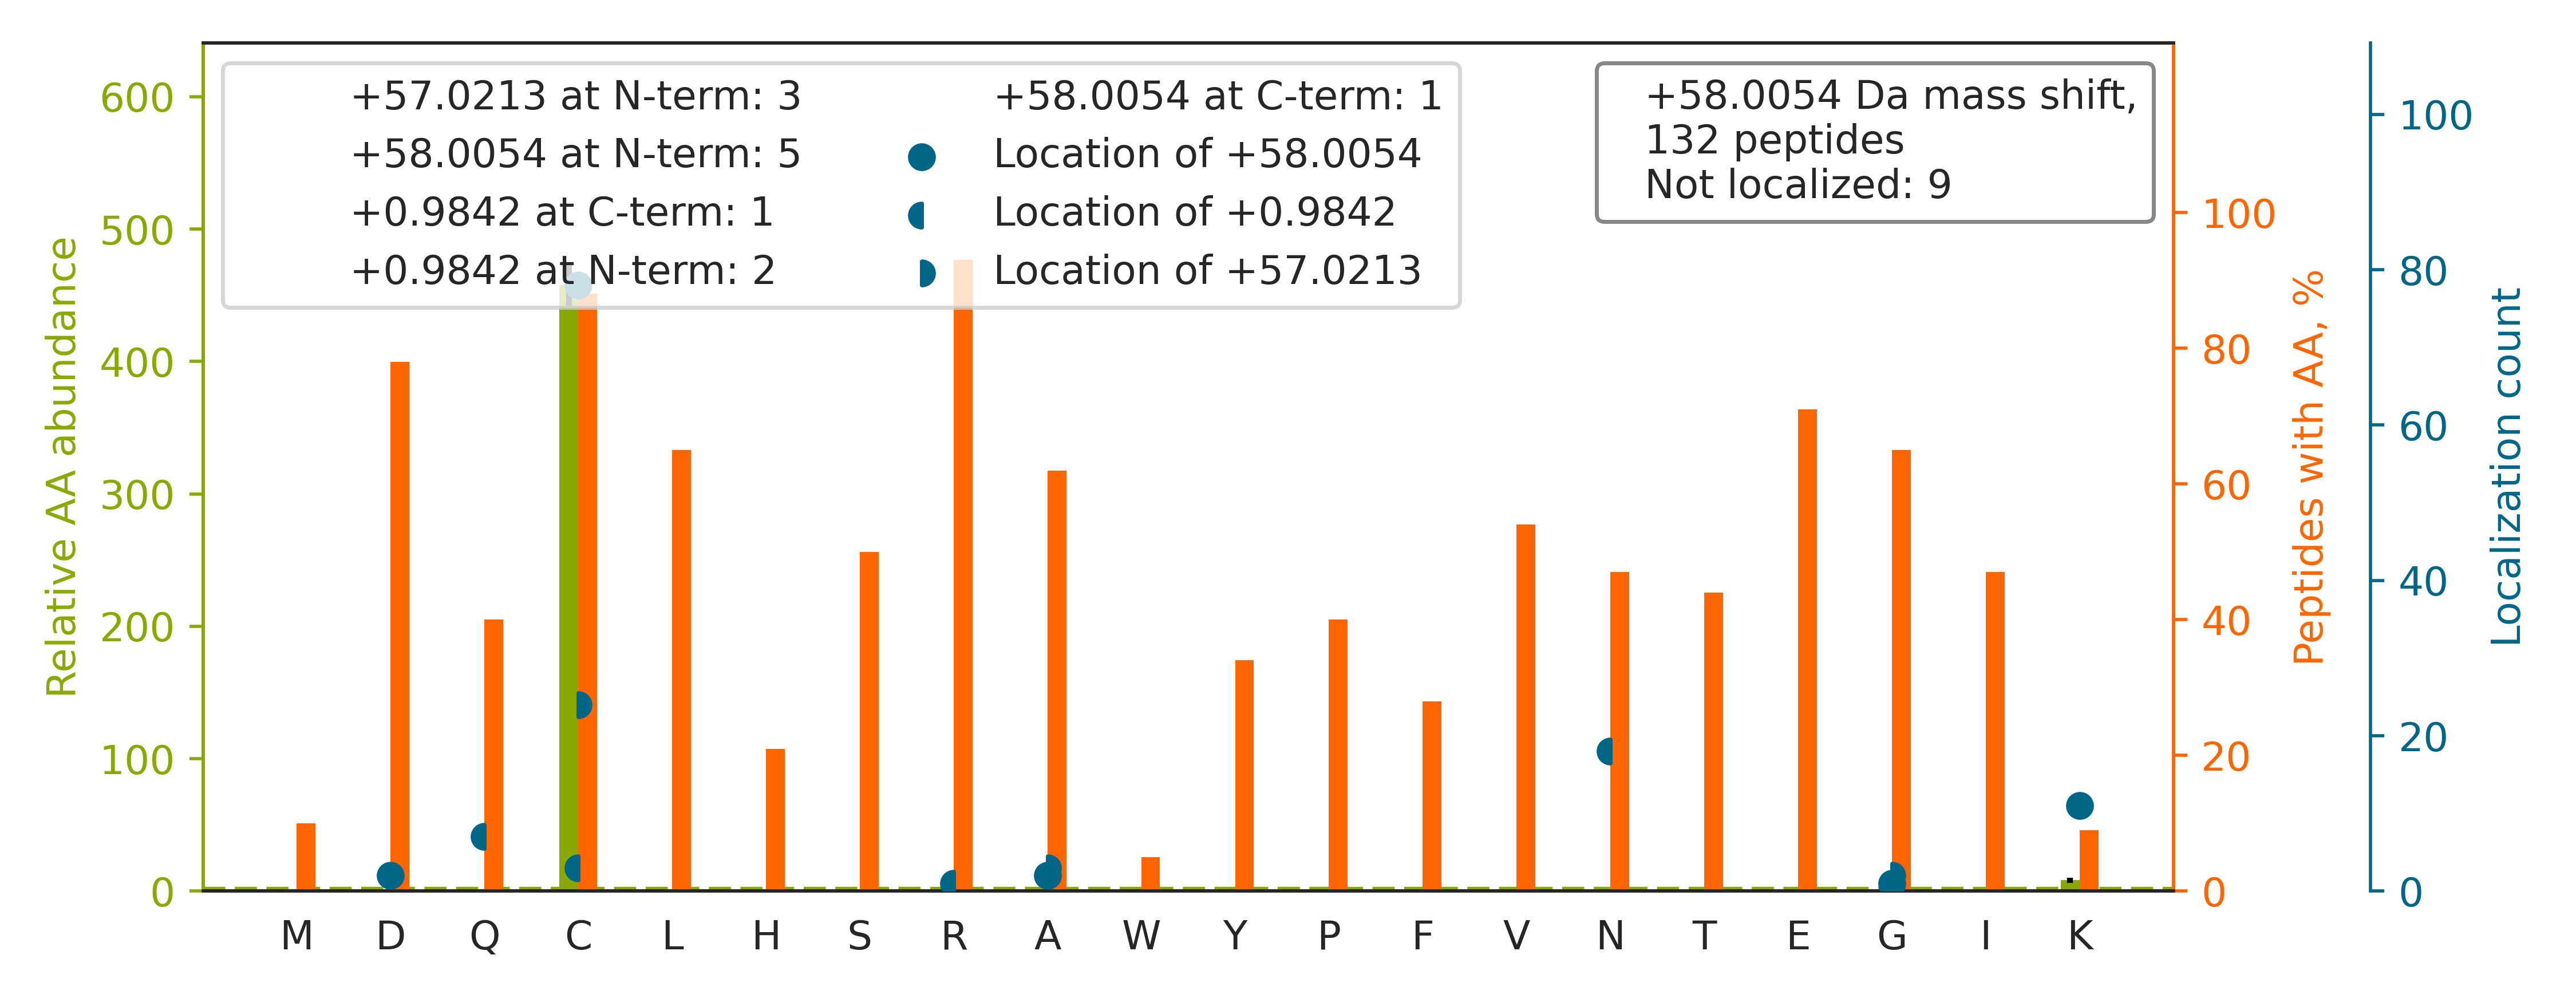 +57.0213 at N-term: 3
+58.0054 at N-term: 5
+0.9842 at C-term: 1
+0.9842 at N-term: 2
+58.0054 at C-term: 1
Location of +58.0054
Location of +0.9842
Location of +57.0213
+58.0054 Da mass shift,
132 peptides
Not localized: 9
Relative AA abundance
600
500
400
300
200
100
0
100
80
60
40
20
0
Peptides with AA, %
100
80
60
40
20
0
Localization count
M D Q C L H S R A W Y P F V N T E G I K